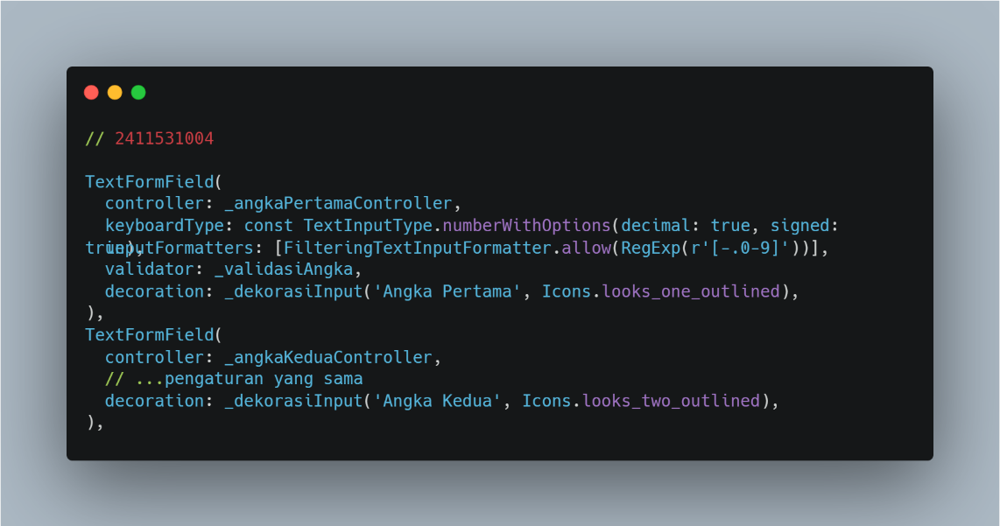 // 2411531004
TextFormField(
  controller: _angkaPertamaController,
  keyboardType: const TextInputType.numberWithOptions(decimal: true, signed:
true),
  inputFormatters: [FilteringTextInputFormatter.allow(RegExp(r'[-.0-9]'))],
  validator: _validasiAngka,
  decoration: _dekorasiInput('Angka Pertama', Icons.looks_one_outlined),
),
TextFormField(
  controller: _angkaKeduaController,
  // ...pengaturan yang sama
  decoration: _dekorasiInput('Angka Kedua', Icons.looks_two_outlined),
),